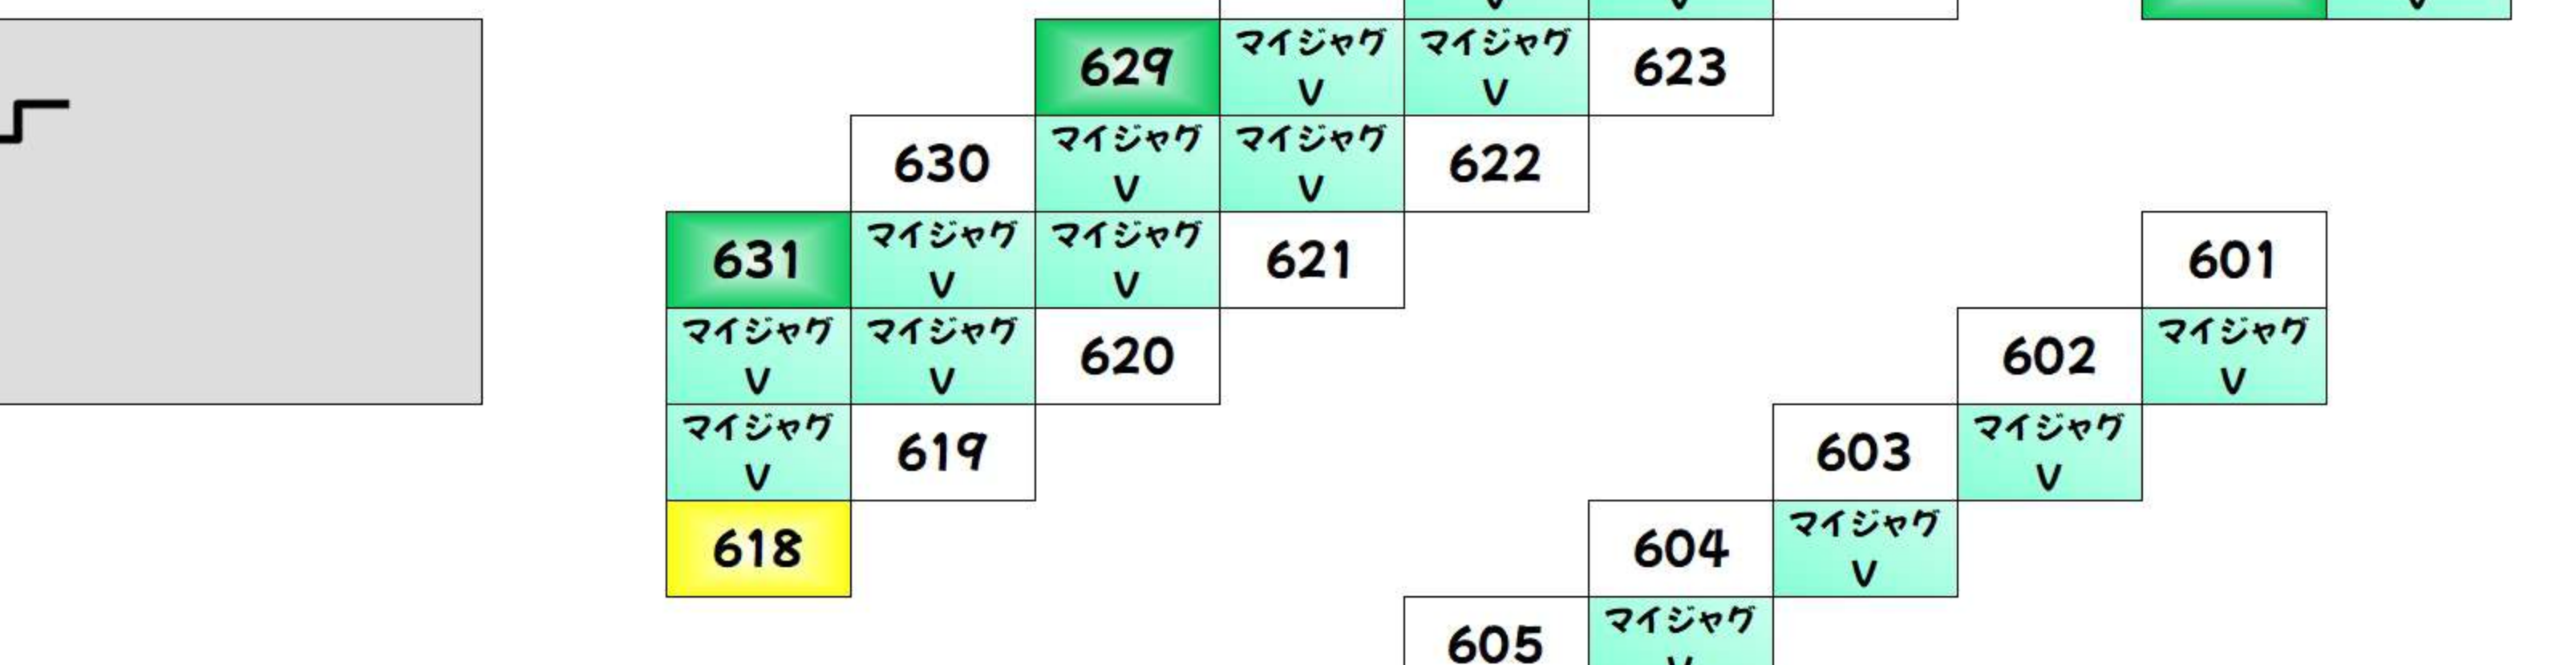 V V V
629 マイジャグ マイジャグ 623
V V
630 マイジャグ マイジャグ 622
V V
631 マイジャグ マイジャグ 621 601
V V
マイジャグ マイジャグ 620 602 マイジャグ
V V V
マイジャグ 619 603 マイジャグ
V V
618 604 マイジャグ
V
605 マイジャグ
V